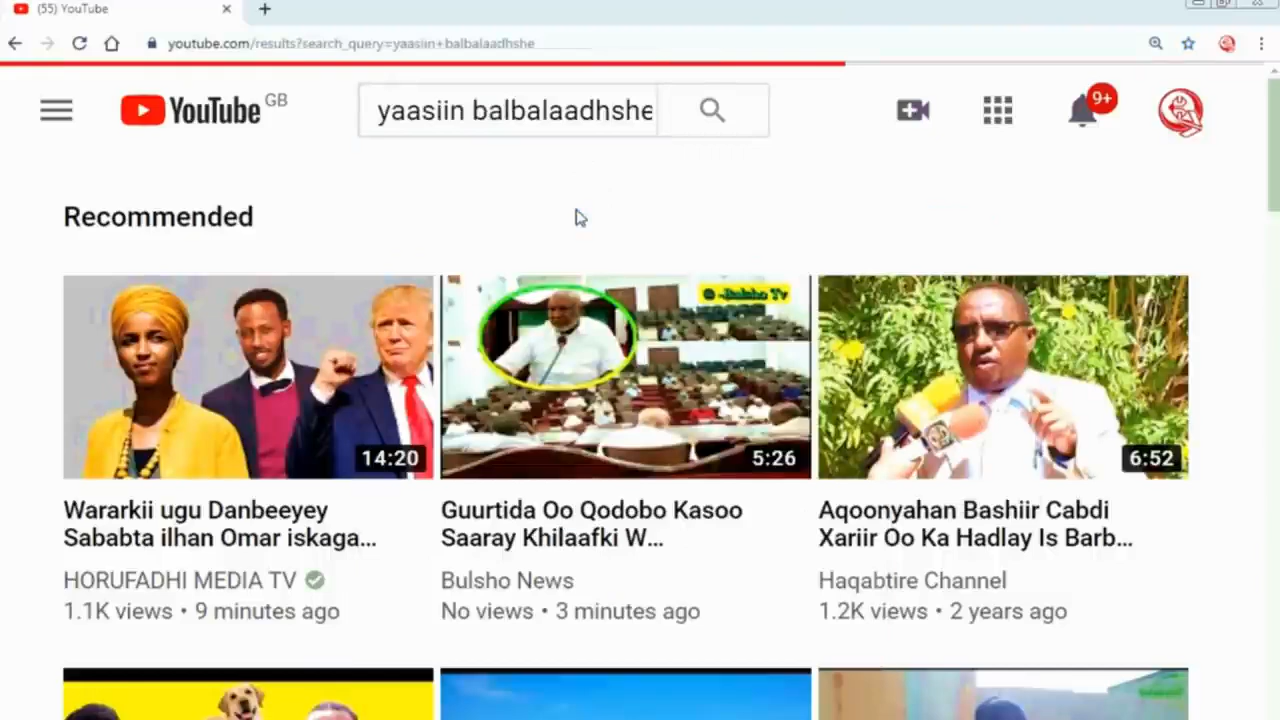 (55) YouTube
youtube.com/results?search_query=yaasiin+balbalaadhshe
YouTube GB
yaasiin balbalaadhshe
9+
Recommended
-Bulsho Tv
14:20
5:26
6:52
Wararkii ugu Danbeeyey
Sababta ilhan Omar iskaga...
HORUFADHI MEDIA TV
1.1K views • 9 minutes ago
Guurtida Oo Qodobo Kasoo
Saaray Khilaafki W...
Bulsho News
No views • 3 minutes ago
Aqoonyahan Bashiir Cabdi
Xariir Oo Ka Hadlay Is Barb...
Haqabtire Channel
1.2K views • 2 years ago